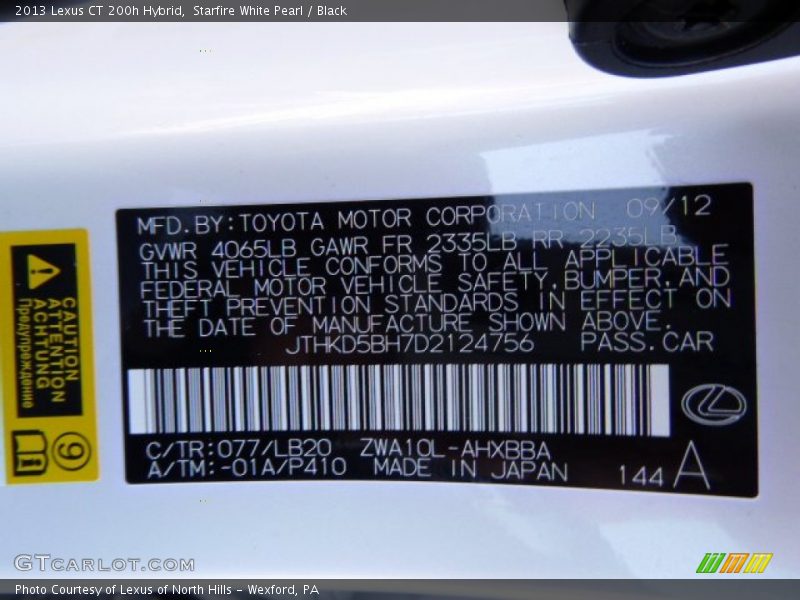 2013 Lexus CT 200h Hybrid, Starfire White Pearl / Black
MFD.BY:TOYOTA MOTOR CORPORATION 09/12
GVWR 4065LB GAWR FR 2335LB RR 2235LB
THIS VEHICLE CONFORMS TO ALL APPLICABLE
FEDERAL MOTOR VEHICLE SAFETY,BUMPER,AND
THEFT PREVENTION STANDARDS IN EFFECT ON
THE DATE OF MANUFACTURE SHOWN ABOVE.
JTHKD5BH7D2124756 PASS.CAR
C/TR:077/LB20 ZWA10L-AHXBBA
A/TM:-01A/P410 MADE IN JAPAN 144 A
CAUTION
ATTENTION
ACHTUNG
Предупреждение
9
GTCARLOT.COM
Photo Courtesy of Lexus of North Hills - Wexford, PA